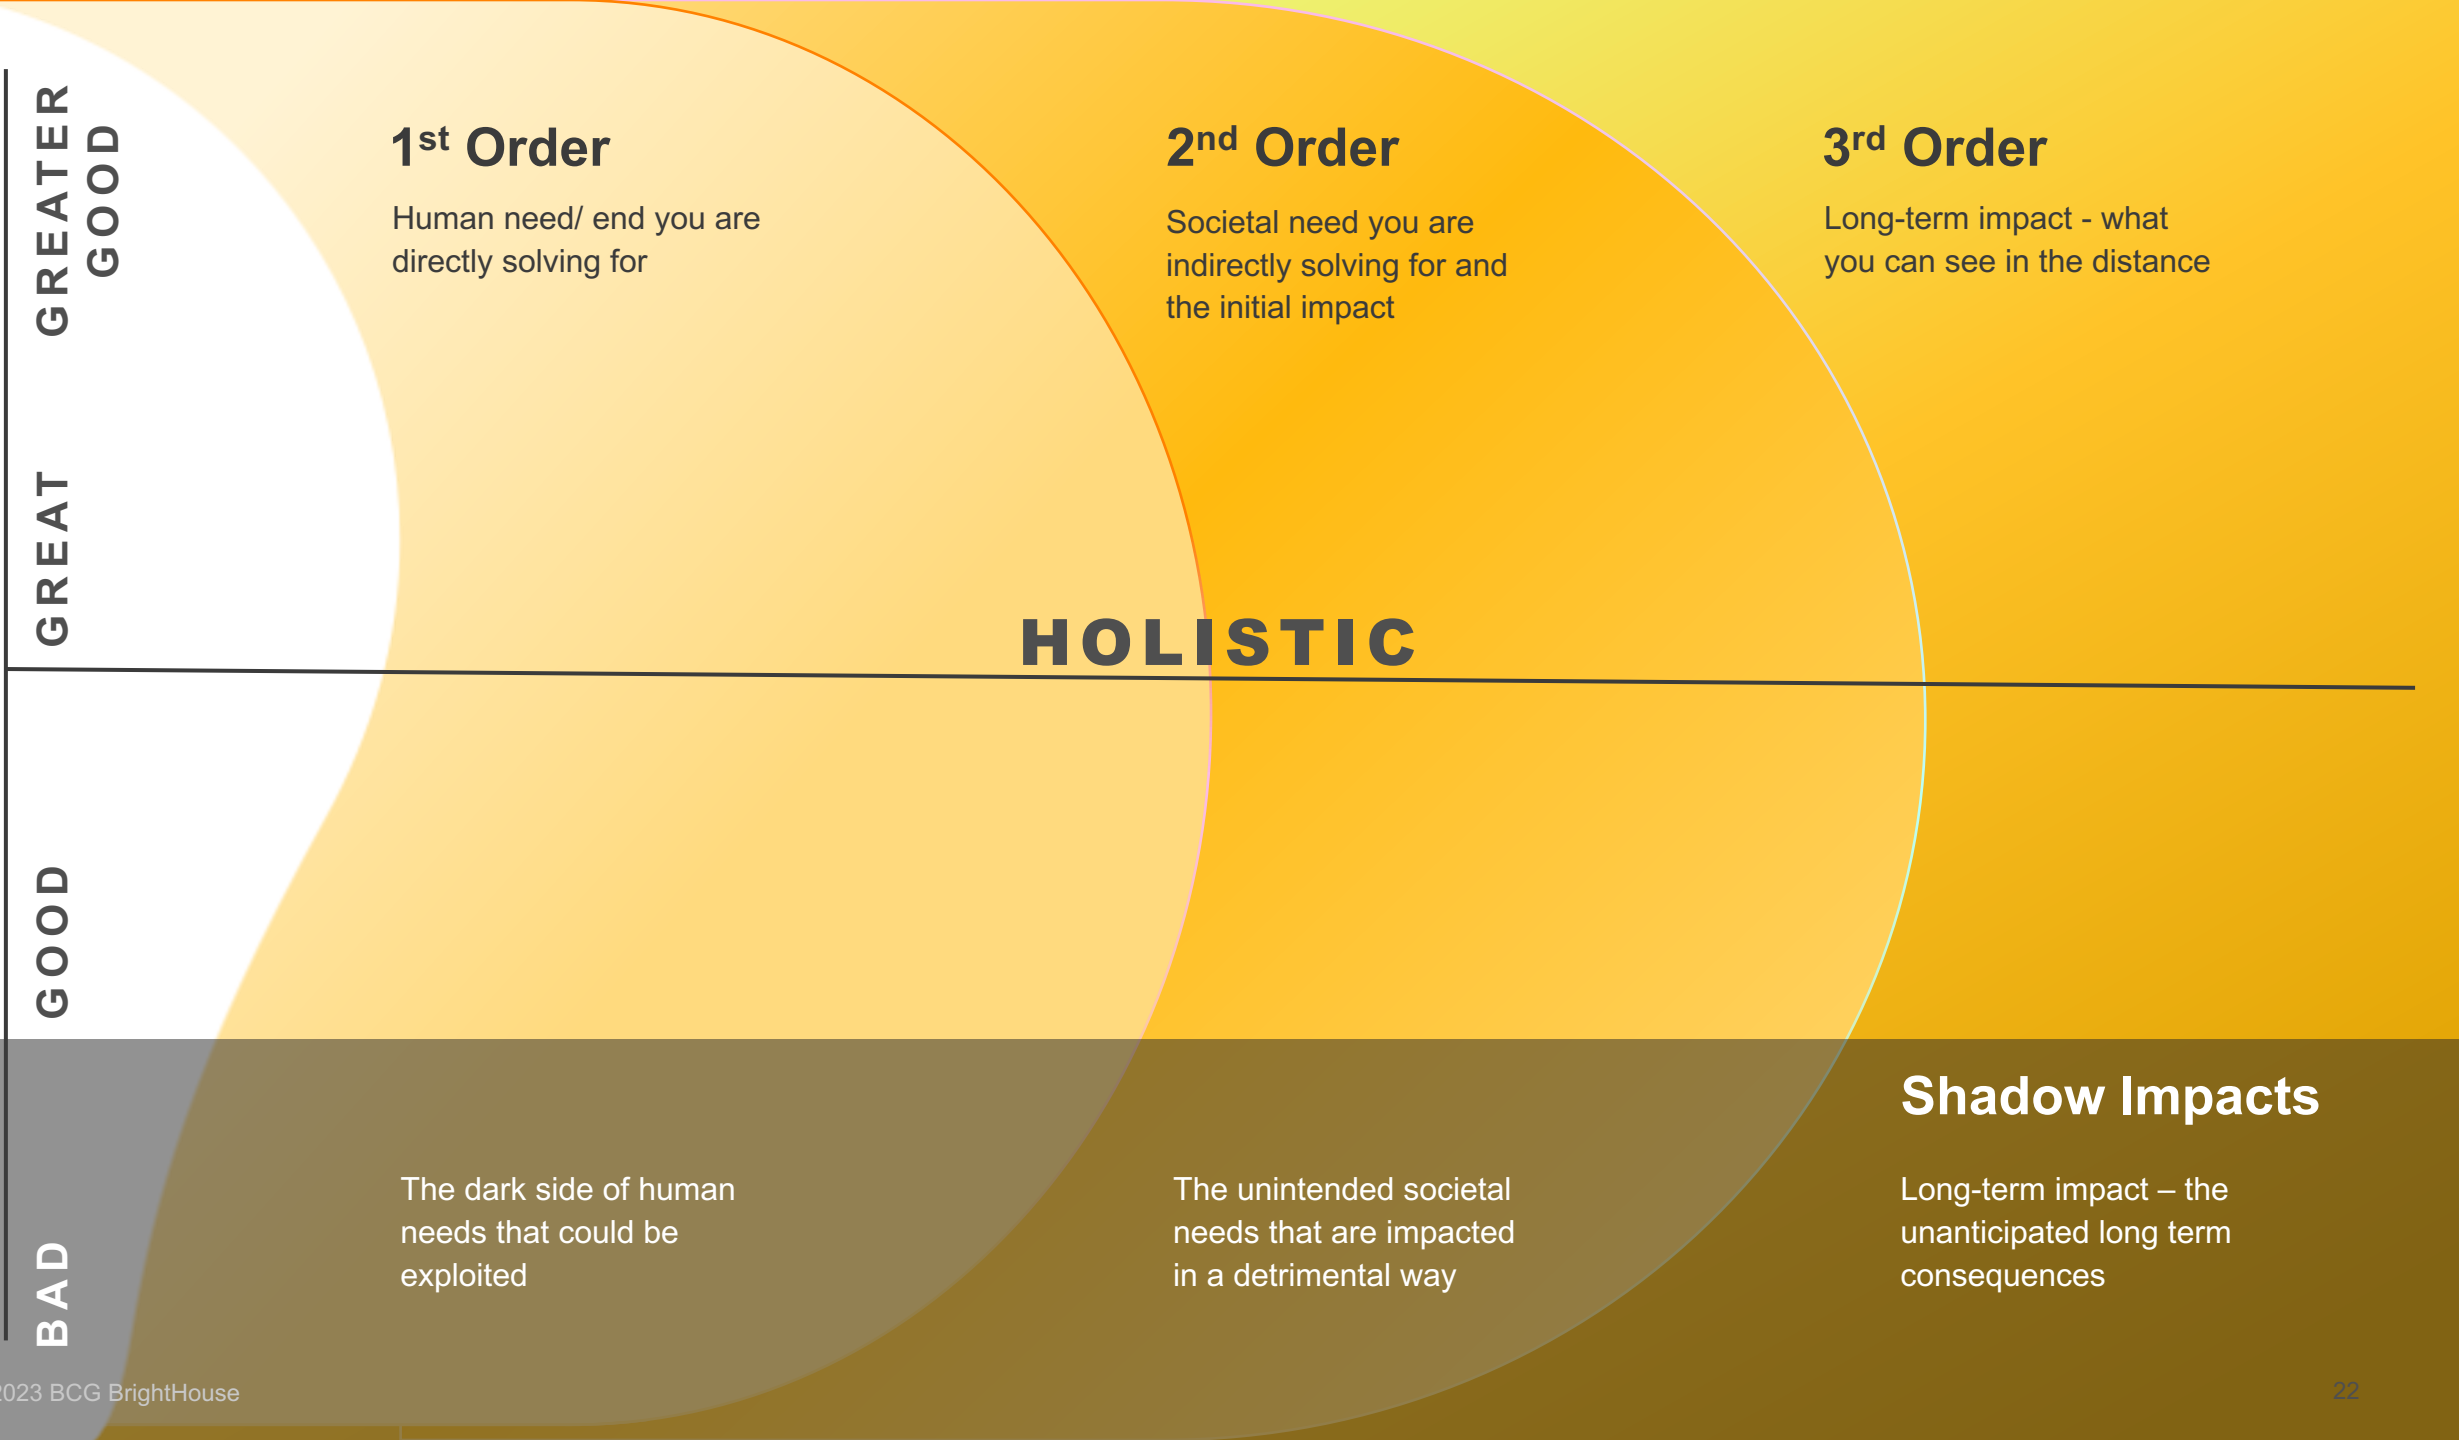 GREATER
GOOD
GREAT
GOOD
BAD
1st Order
Human need/ end you are
directly solving for
2nd Order
Societal need you are
indirectly solving for and
the initial impact
3rd Order
Long-term impact - what
you can see in the distance
HOLISTIC
Shadow Impacts
The dark side of human
needs that could be
exploited
The unintended societal
needs that are impacted
in a detrimental way
Long-term impact – the
unanticipated long term
consequences
2023 BCG BrightHouse
22